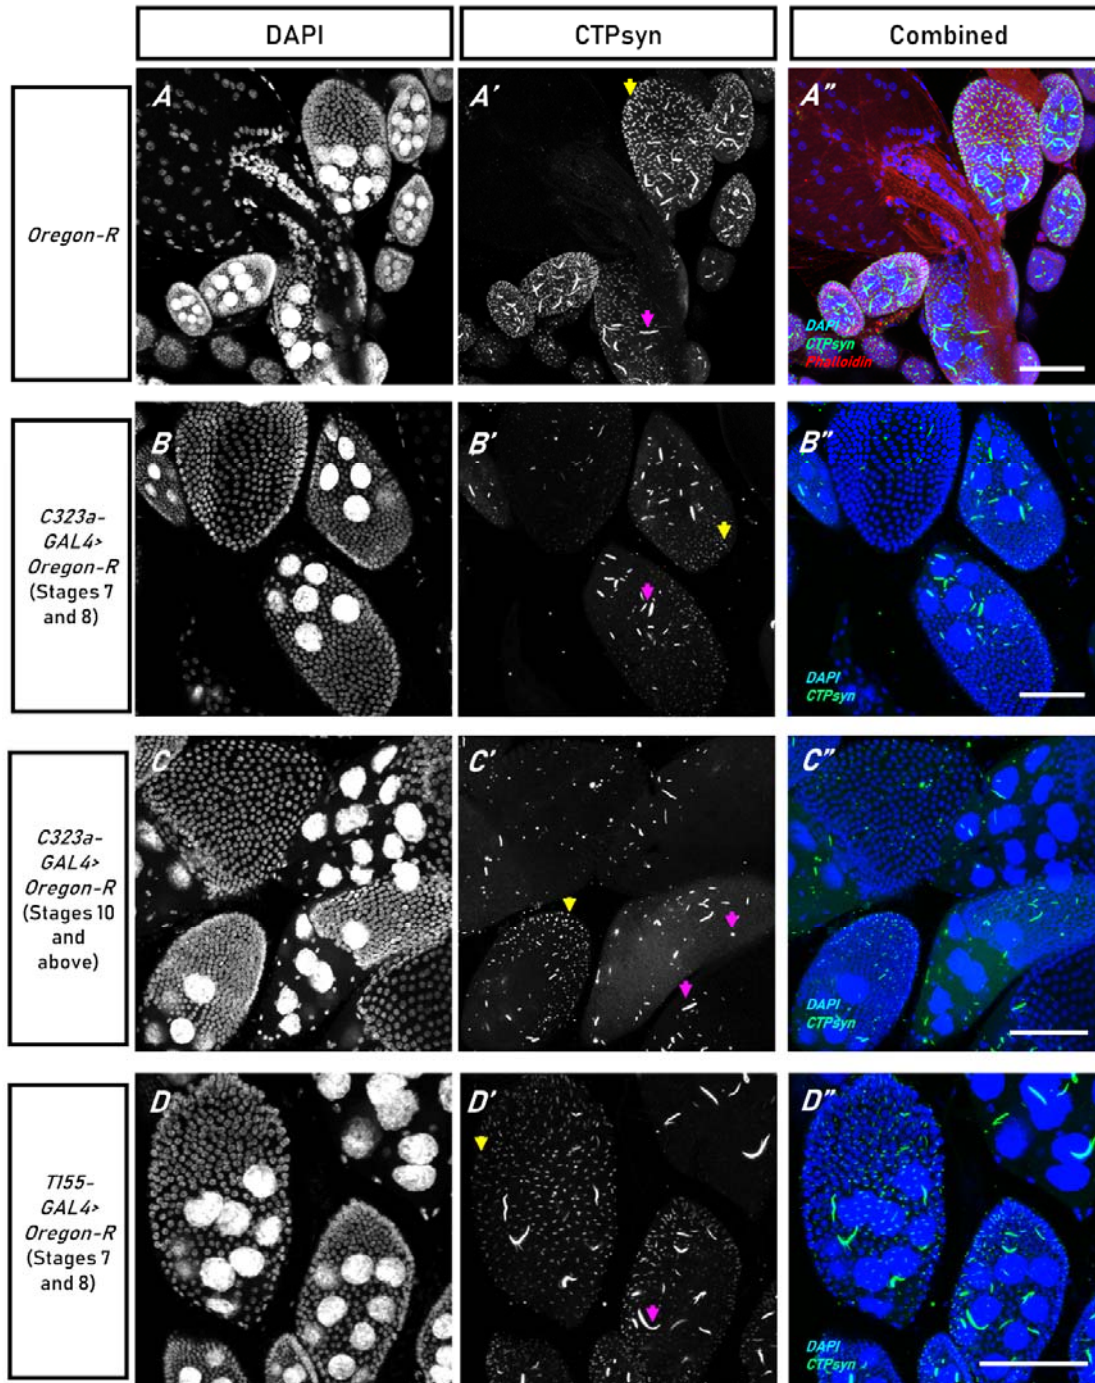 DAPI
CTPsyn
Combined
Oregon-R
A
A'
A"
DAPI
CTPsyn
Phalloidin
C323a-
GAL4>
Oregon-R
(Stages 7
and 8)
B
B'
B"
DAPI
CTPsyn
C323a-
GAL4>
Oregon-R
(Stages 10
and
above)
C
C'
C"
DAPI
CTPsyn
T155-
GAL4>
Oregon-R
(Stages 7
and 8)
D
D'
D"
DAPI
CTPsyn